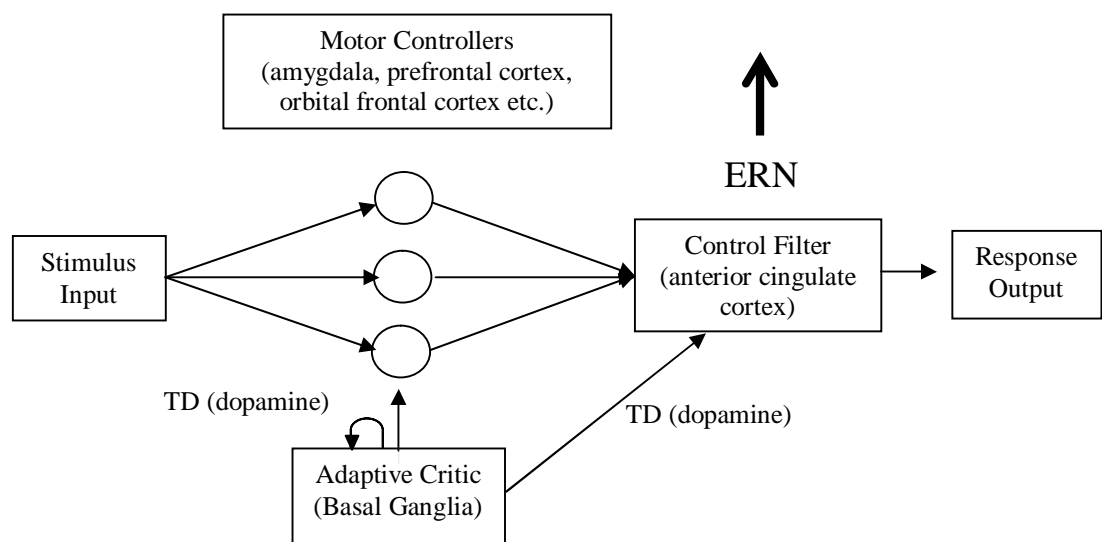 Motor Controllers
(amygdala, prefrontal cortex,
orbital frontal cortex etc.)
ERN
Stimulus
Input
Control Filter
(anterior cingulate
cortex)
Response
Output
TD (dopamine)
TD (dopamine)
Adaptive Critic
(Basal Ganglia)